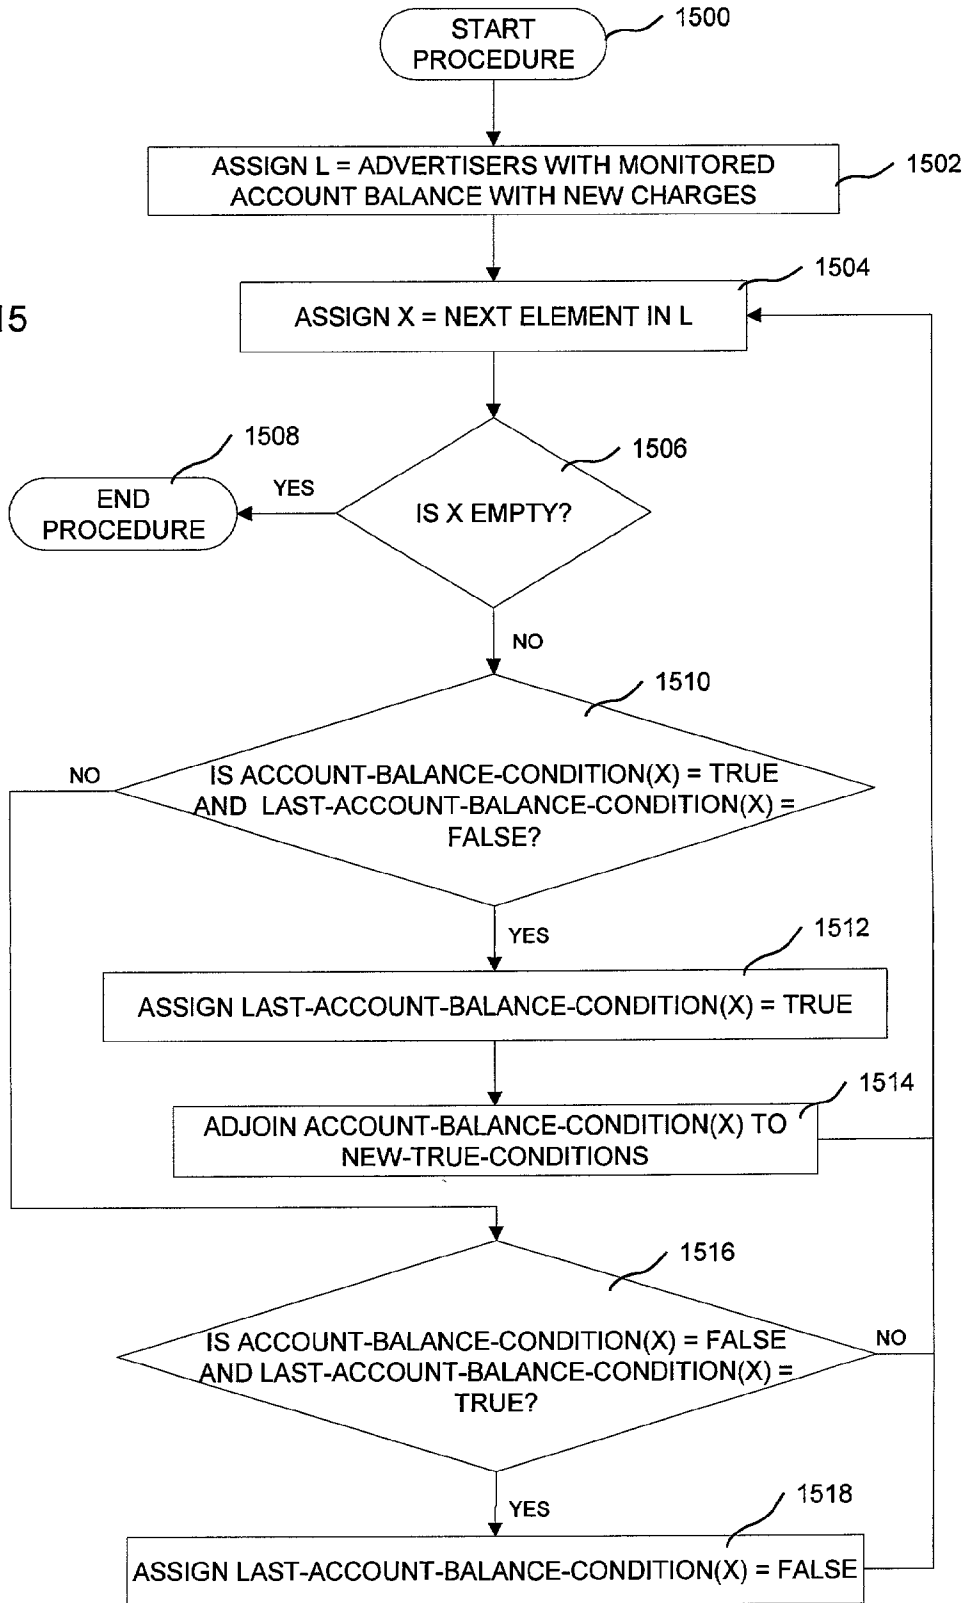 START
PROCEDURE
1500
ASSIGN L = ADVERTISERS WITH MONITORED
ACCOUNT BALANCE WITH NEW CHARGES
1502
1504
ASSIGN X = NEXT ELEMENT IN L
15
1508
END
PROCEDURE
YES
1506
IS X EMPTY?
NO
1510
NO
IS ACCOUNT-BALANCE-CONDITION(X) = TRUE
AND LAST-ACCOUNT-BALANCE-CONDITION(X) =
FALSE?
YES
1512
ASSIGN LAST-ACCOUNT-BALANCE-CONDITION(X) = TRUE
1514
ADJOIN ACCOUNT-BALANCE-CONDITION(X) TO
NEW-TRUE-CONDITIONS
1516
IS ACCOUNT-BALANCE-CONDITION(X) = FALSE
AND LAST-ACCOUNT-BALANCE-CONDITION(X) =
TRUE?
NO
YES
1518
ASSIGN LAST-ACCOUNT-BALANCE-CONDITION(X) = FALSE